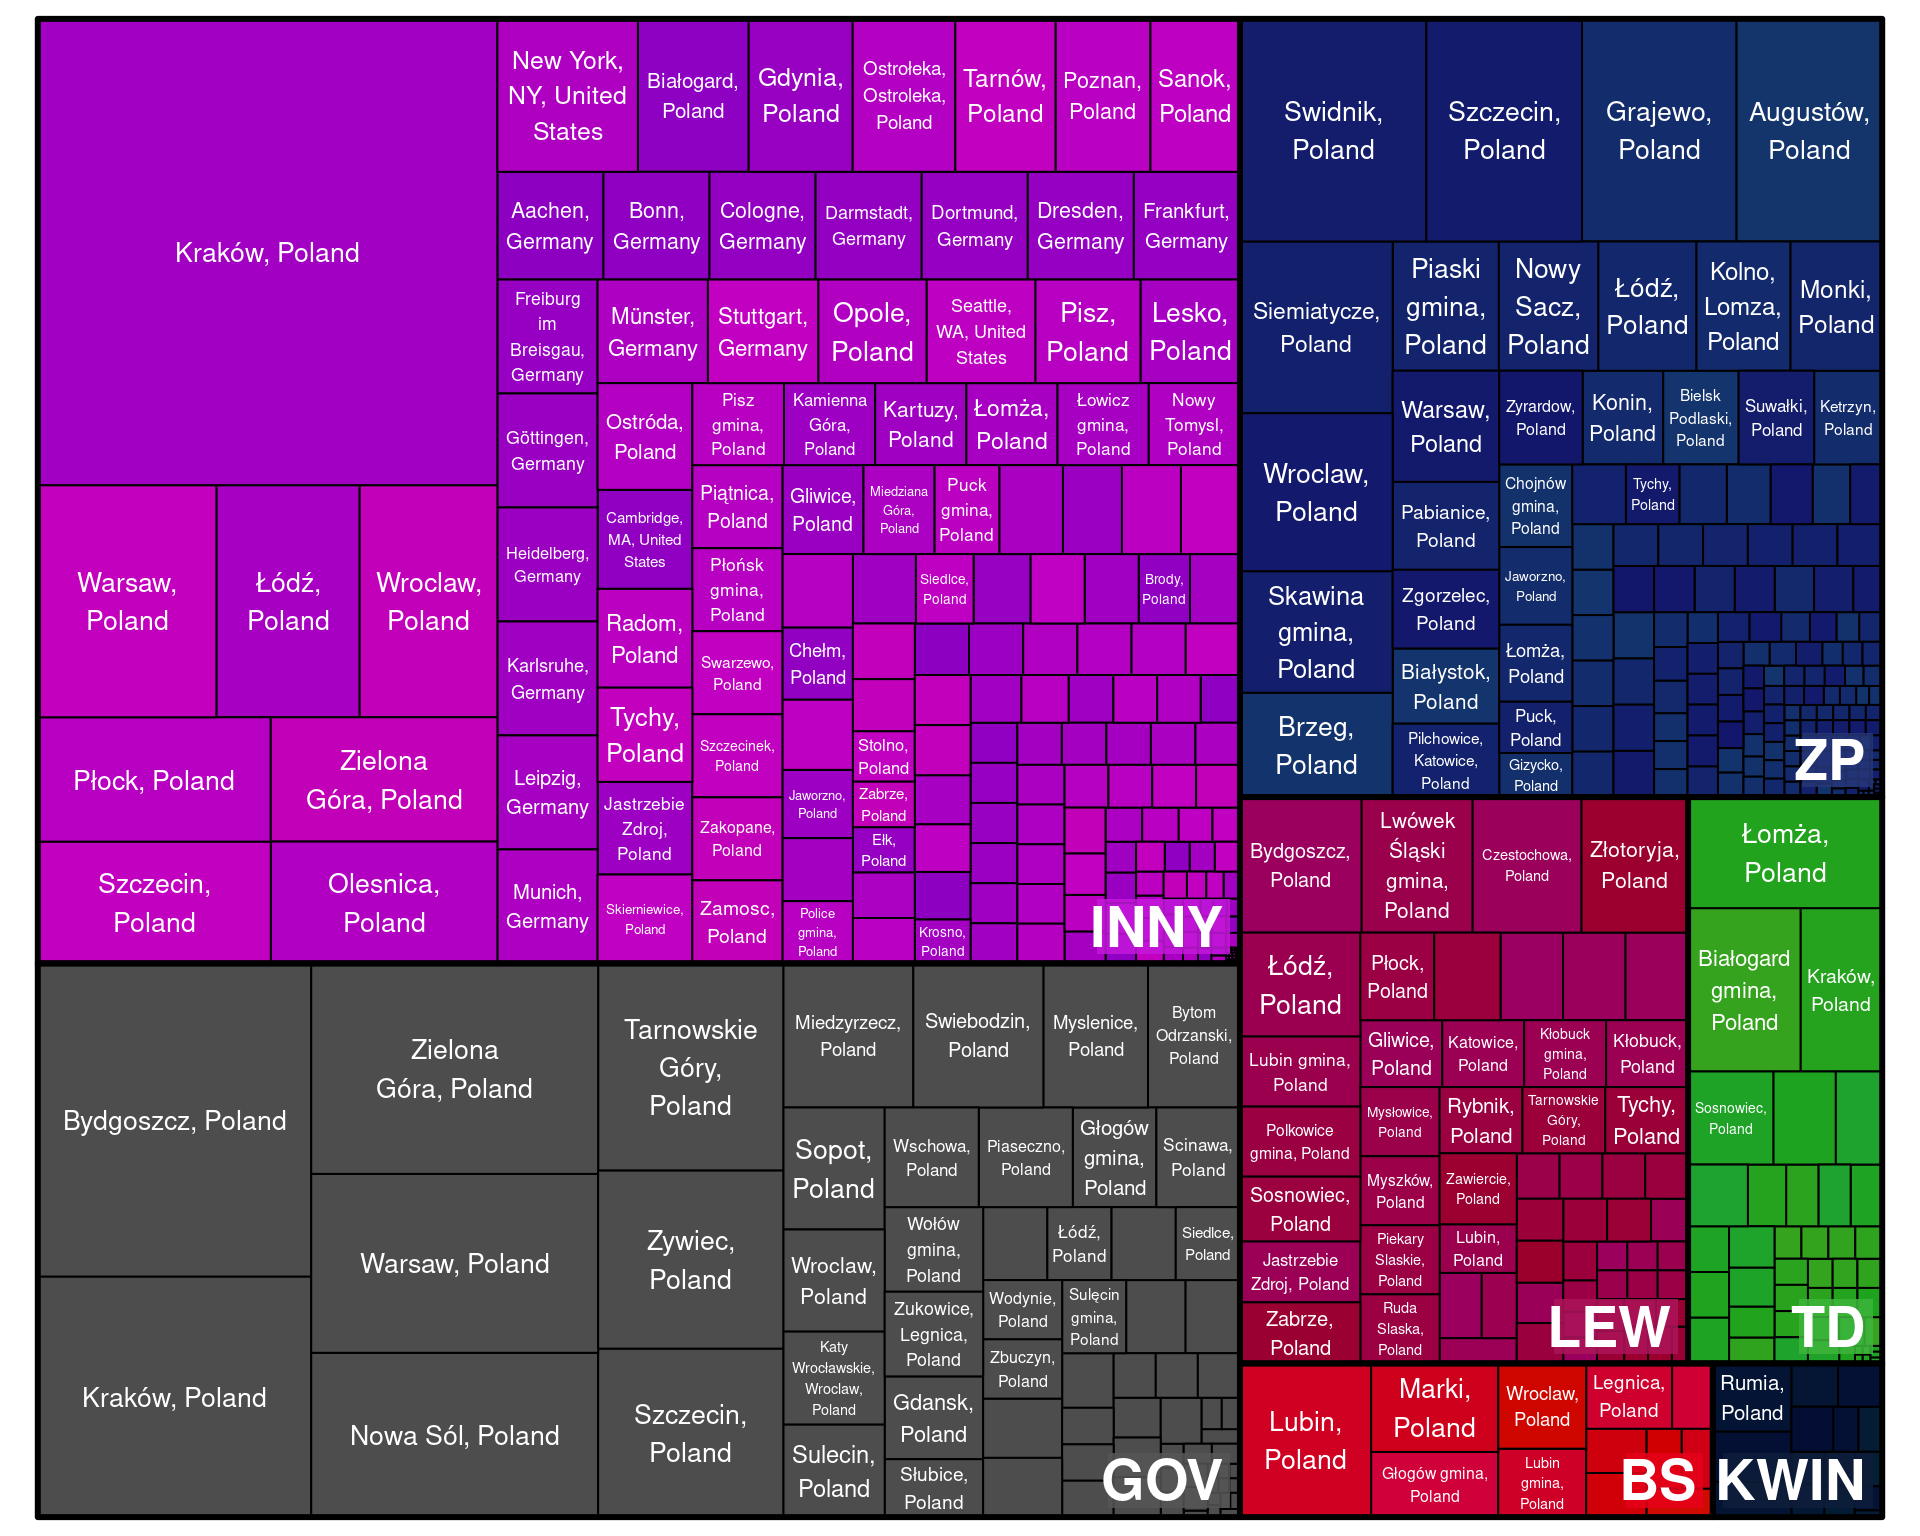 Kraków, Poland
Warsaw,
Poland
Łódź,
Poland
Wroclaw,
Poland
Płock, Poland
Zielona
Góra, Poland
Szczecin,
Poland
Olesnica,
Poland
New York,
NY, United
States
Białogard,
Poland
Gdynia,
Poland
Ostrołeka,
Ostroleka,
Poland
Tarnów,
Poland
Poznan,
Poland
Sanok,
Poland
Aachen,
Germany
Bonn,
Germany
Cologne,
Germany
Darmstadt,
Germany
Dortmund,
Germany
Dresden,
Germany
Frankfurt,
Germany
Freiburg
im
Breisgau,
Germany
Göttingen,
Germany
Heidelberg,
Germany
Karlsruhe,
Germany
Leipzig,
Germany
Munich,
Germany
Münster,
Germany
Stuttgart,
Germany
Opole,
Poland
Seattle,
WA, United
States
Pisz,
Poland
Lesko,
Poland
Ostróda,
Poland
Cambridge,
MA, United
States
Radom,
Poland
Tychy,
Poland
Jastrzebie
Zdroj,
Poland
Skierniewice,
Poland
Pisz
gmina,
Poland
Kamienna
Góra,
Poland
Kartuzy,
Poland
Łomża,
Poland
Łowicz
gmina,
Poland
Nowy
Tomysl,
Poland
Piątnica,
Poland
Płońsk
gmina,
Poland
Swarzewo,
Poland
Szczecinek,
Poland
Zakopane,
Poland
Zamosc,
Poland
Gliwice,
Poland
Miedziana
Góra,
Poland
Puck
gmina,
Poland
Siedlce,
Poland
Brody,
Poland
Chełm,
Poland
Jaworzno,
Poland
Police
gmina,
Poland
Stolno,
Poland
Zabrze,
Poland
Ełk,
Poland
Krosno,
Poland
INNY
Swidnik,
Poland
Szczecin,
Poland
Grajewo,
Poland
Augustów,
Poland
Siemiatycze,
Poland
Wroclaw,
Poland
Skawina
gmina,
Poland
Brzeg,
Poland
Piaski
gmina,
Poland
Nowy
Sacz,
Poland
Łódź,
Poland
Kolno,
Lomza,
Poland
Monki,
Poland
Warsaw,
Poland
Pabianice,
Poland
Zgorzelec,
Poland
Białystok,
Poland
Pilchowice,
Katowice,
Poland
Zyrardow,
Poland
Konin,
Poland
Bielsk
Podlaski,
Poland
Suwałki,
Poland
Ketrzyn,
Poland
Chojnów
gmina,
Poland
Tychy,
Poland
Jaworzno,
Poland
Łomża,
Poland
Puck,
Poland
Gizycko,
Poland
ZP
Bydgoszcz, Poland
Kraków, Poland
Zielona
Góra, Poland
Warsaw, Poland
Nowa Sól, Poland
Tarnowskie
Góry,
Poland
Zywiec,
Poland
Szczecin,
Poland
Miedzyrzecz,
Poland
Swiebodzin,
Poland
Myslenice,
Poland
Bytom
Odrzanski,
Poland
Sopot,
Poland
Wroclaw,
Poland
Katy
Wrocławskie,
Wroclaw,
Poland
Sulecin,
Poland
Wschowa,
Poland
Piaseczno,
Poland
Głogów
gmina,
Poland
Scinawa,
Poland
Wołów
gmina,
Poland
Zukowice,
Legnica,
Poland
Gdansk,
Poland
Słubice,
Poland
Łódź,
Poland
Siedlce,
Poland
Wodynie,
Poland
Zbuczyn,
Poland
Sulęcin
gmina,
Poland
GOV
Bydgoszcz,
Poland
Lwówek
Śląski
gmina,
Poland
Czestochowa,
Poland
Złotoryja,
Poland
Łódź,
Poland
Lubin gmina,
Poland
Polkowice
gmina, Poland
Sosnowiec,
Poland
Jastrzebie
Zdroj, Poland
Zabrze,
Poland
Płock,
Poland
Gliwice,
Poland
Katowice,
Poland
Kłobuck
gmina,
Poland
Kłobuck,
Poland
Mysłowice,
Poland
Myszków,
Poland
Piekary
Slaskie,
Poland
Ruda
Slaska,
Poland
Rybnik,
Poland
Tarnowskie
Góry,
Poland
Tychy,
Poland
Zawiercie,
Poland
Lubin,
Poland
LEW
Łomża,
Poland
Białogard
gmina,
Poland
Kraków,
Poland
Sosnowiec,
Poland
TD
Lubin,
Poland
Marki,
Poland
Głogów gmina,
Poland
Wroclaw,
Poland
Lubin
gmina,
Poland
Legnica,
Poland
BS
Rumia,
Poland
KWIN